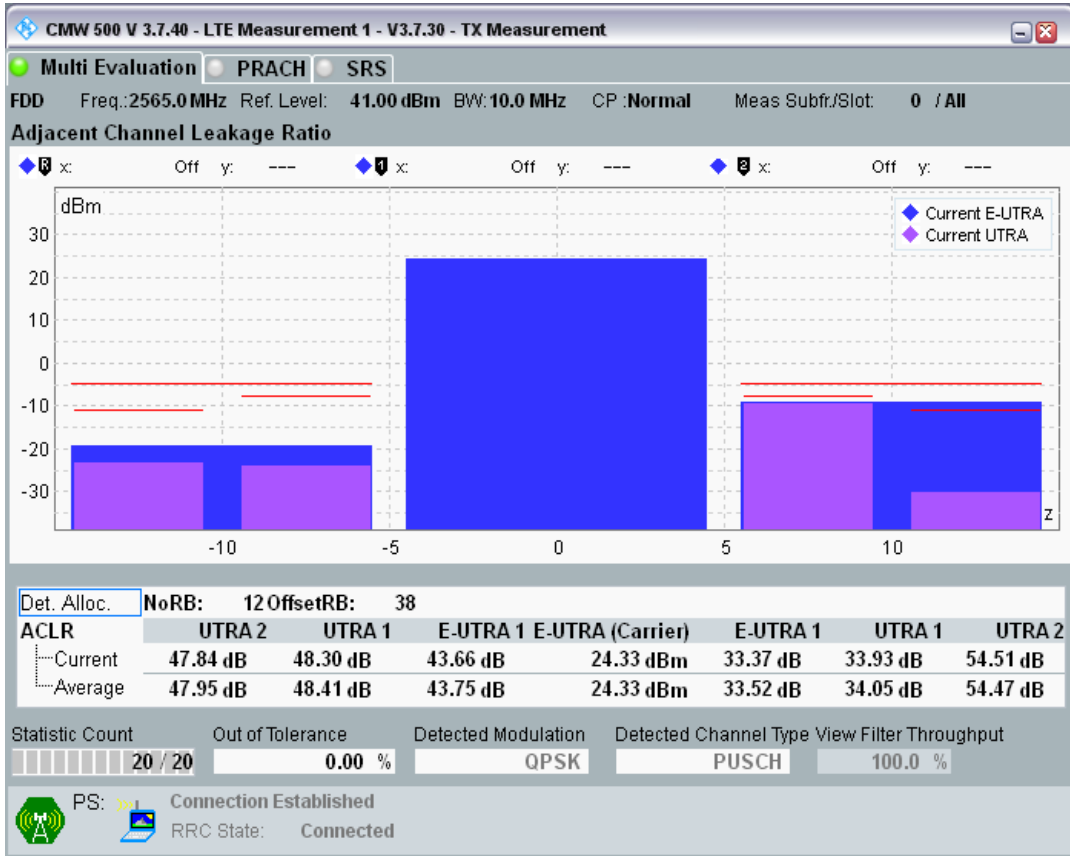 CMW 500 V 3.7.40 - LTE Measurement 1 - V3.7.30 - TX Measurement
Multi Evaluation PRACH SRS
FDD Freq.:2565.0 MHz Ref. Level: 41.00 dBm BW: 10.0 MHz CP :Normal Meas Subfr./Slot: 0 / All
Adjacent Channel Leakage Ratio
R x: Off y: --- 1 x: Off y: --- 2 x: Off y: ---
dBm
Current E-UTRA
Current UTRA
30
20
10
0
-10
-20
-30
z
-10 -5 0 5 10
Det. Alloc. NoRB: 12 OffsetRB: 38
ACLR UTRA 2 UTRA 1 E-UTRA 1 E-UTRA (Carrier) E-UTRA 1 UTRA 1 UTRA 2
Current 47.84 dB 48.30 dB 43.66 dB 24.33 dBm 33.37 dB 33.93 dB 54.51 dB
Average 47.95 dB 48.41 dB 43.75 dB 24.33 dBm 33.52 dB 34.05 dB 54.47 dB
Statistic Count Out of Tolerance Detected Modulation Detected Channel Type View Filter Throughput
20 / 20 0.00 % QPSK PUSCH 100.0 %
PS: Connection Established
RRC State: Connected